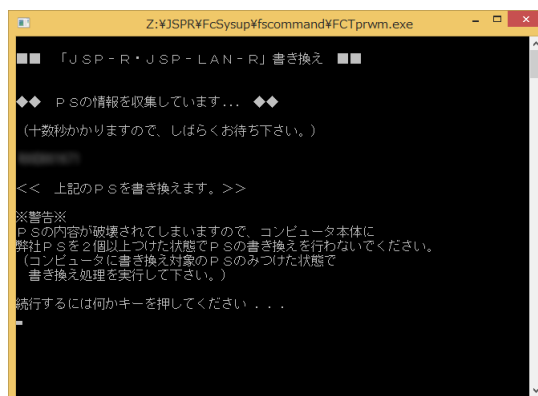 Z:¥JSPR¥FcSysup¥fscommand¥FCTprwm.exe
■■　「ＪＳＰ－Ｒ・ＪＳＰ－ＬＡＮ－Ｒ」書き換え　■■
◆◆　ＰＳの情報を収集しています...　◆◆
（十数秒かかりますので、しばらくお待ち下さい。）
<<　上記のＰＳを書き換えます。>>
※警告※
ＰＳの内容が破壊されてしまいますので、コンピュータ本体に
弊社ＰＳを２個以上つけた状態でＰＳの書き換えを行わないでください。
（コンピュータに書き換え対象のＰＳのみつけた状態で
　書き換え処理を実行して下さい。）
続行するには何かキーを押してください . . .